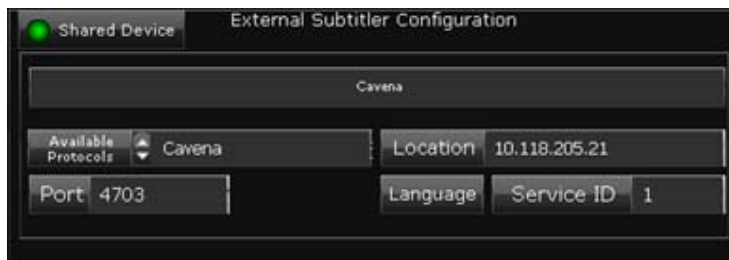 External Subtitler Configuration
Shared Device
Cavena
Available Protocols Cavena
Location 10.118.205.21
Port 4703
Language
Service ID 1